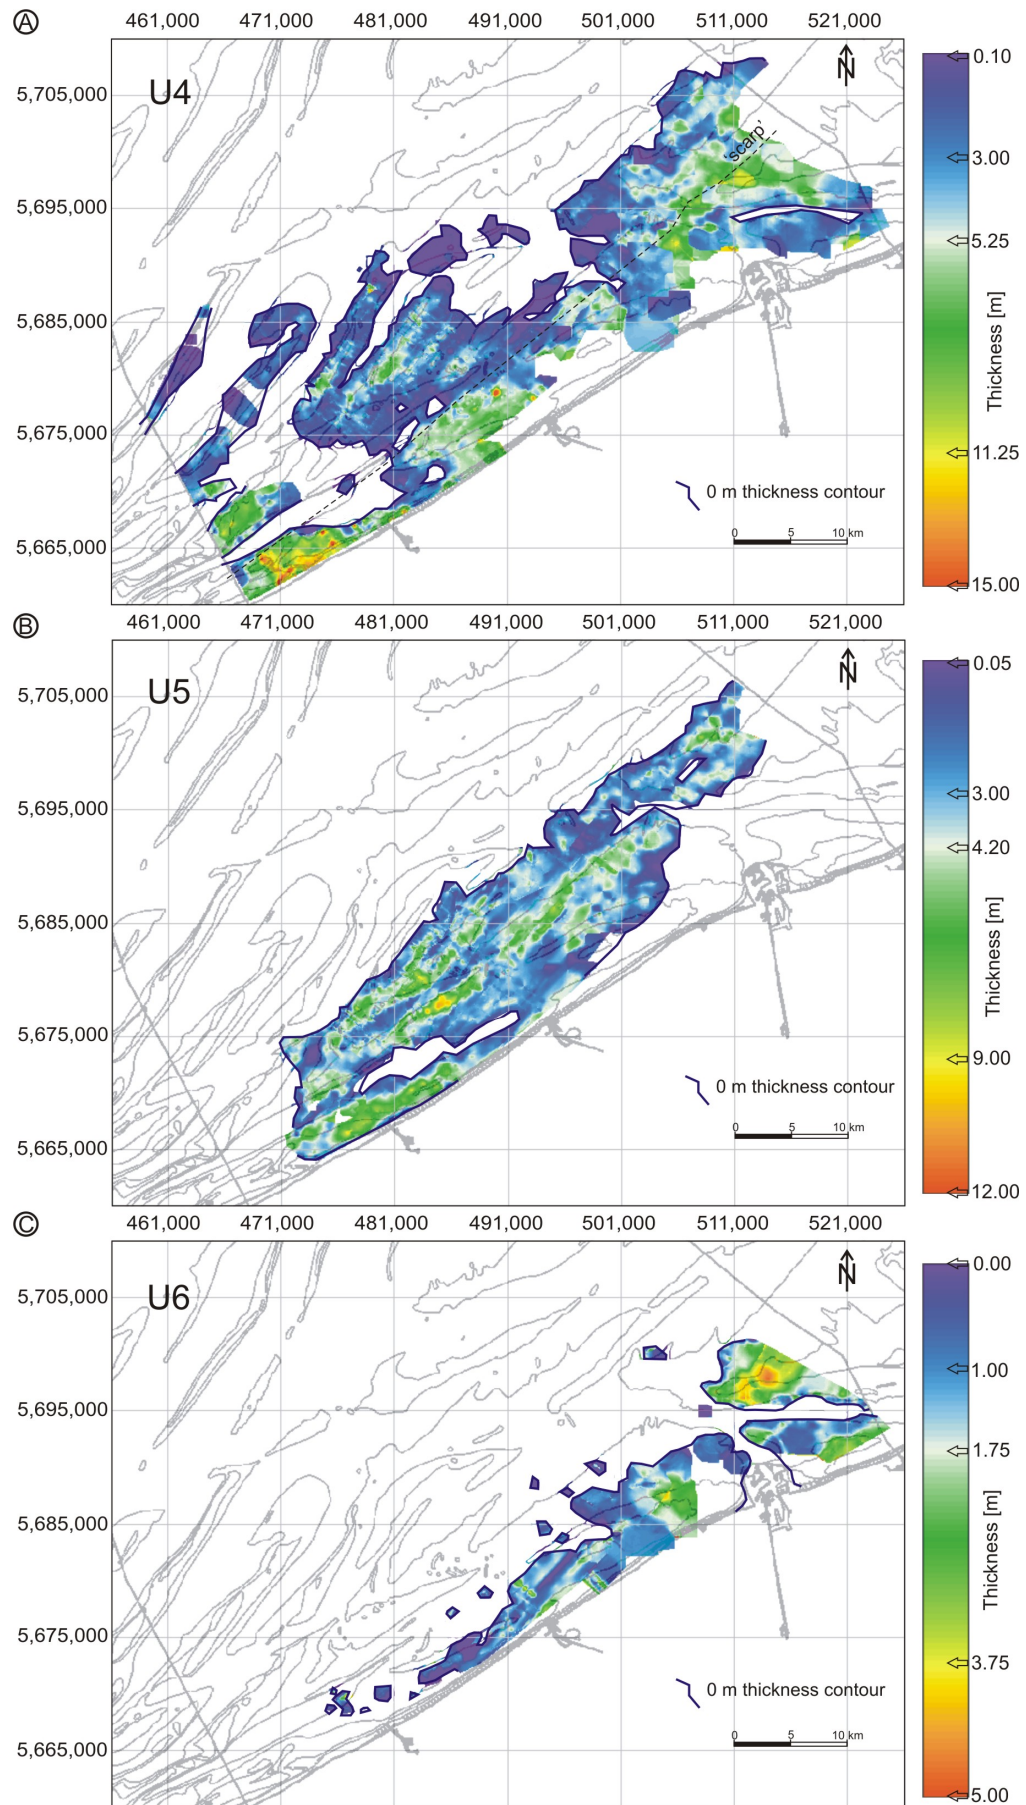 A
461,000 471,000 481,000 491,000 501,000 511,000 521,000
U4
N
5,705,000
5,695,000
5,685,000
5,675,000
5,665,000
'scarp'
0 m thickness contour
0 5 10 km
0.10
3.00
5.25
11.25
15.00
Thickness [m]
B
461,000 471,000 481,000 491,000 501,000 511,000 521,000
U5
N
5,705,000
5,695,000
5,685,000
5,675,000
5,665,000
0 m thickness contour
0 5 10 km
0.05
3.00
4.20
9.00
12.00
Thickness [m]
C
461,000 471,000 481,000 491,000 501,000 511,000 521,000
U6
N
5,705,000
5,695,000
5,685,000
5,675,000
5,665,000
0 m thickness contour
0 5 10 km
0.00
1.00
1.75
3.75
5.00
Thickness [m]